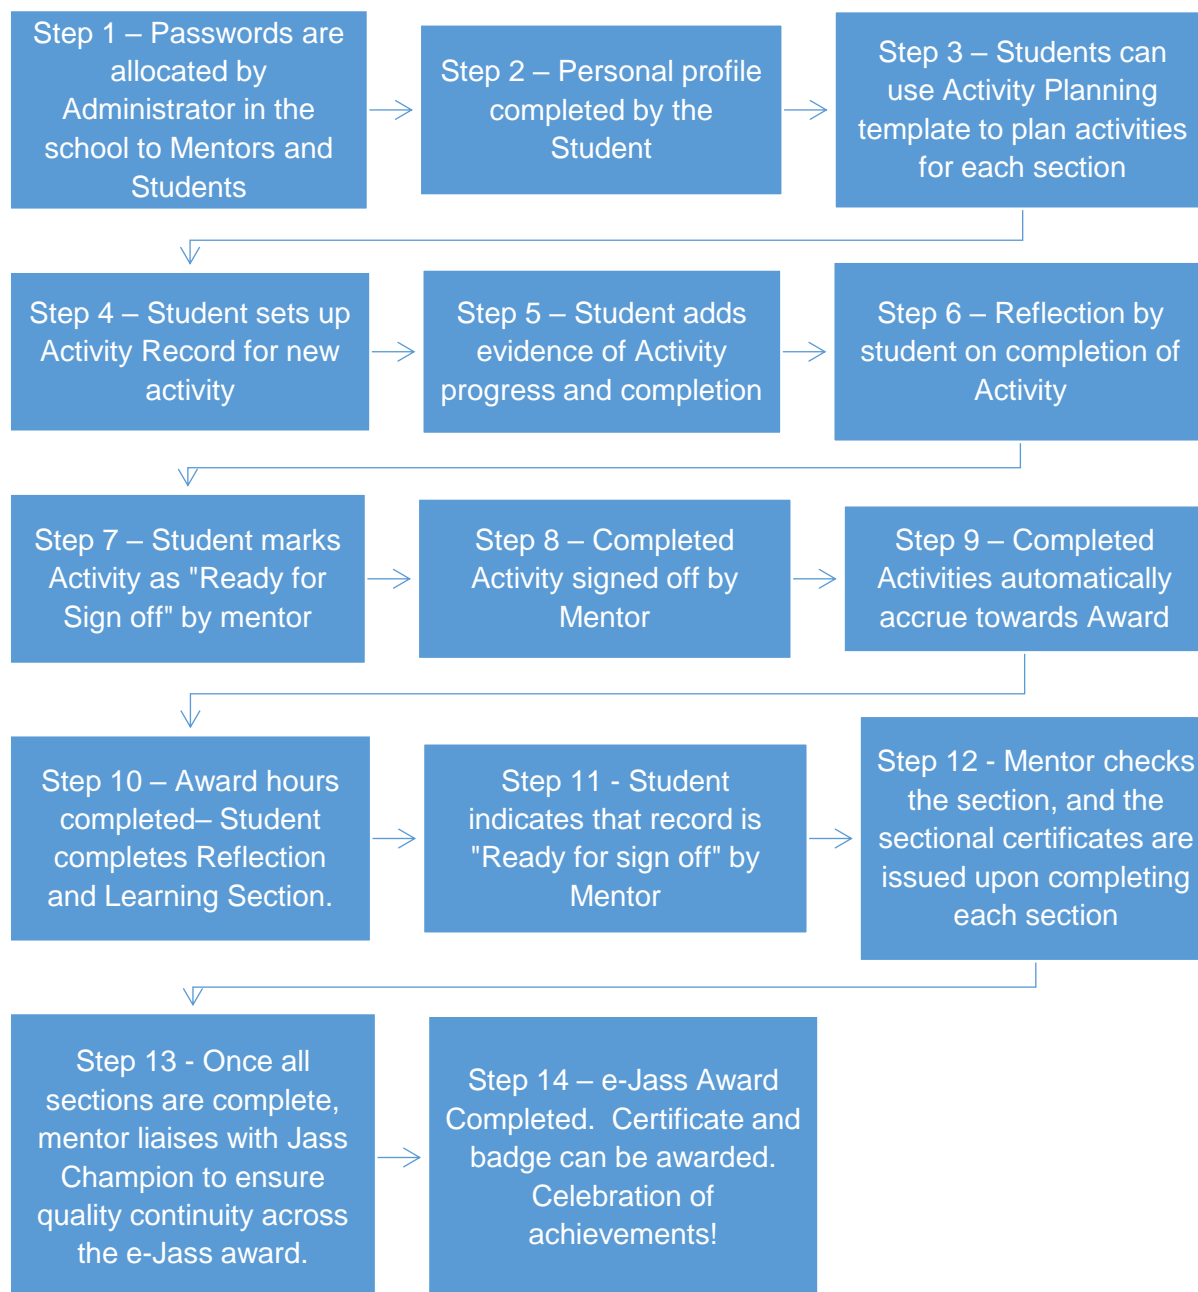 Step 1 – Passwords are
allocated by
Administrator in the
school to Mentors and
Students
Step 2 – Personal profile
completed by the
Student
Step 3 – Students can
use Activity Planning
template to plan activities
for each section
Step 4 – Student sets up
Activity Record for new
activity
Step 5 – Student adds
evidence of Activity
progress and completion
Step 6 – Reflection by
student on completion of
Activity
Step 7 – Student marks
Activity as "Ready for
Sign off" by mentor
Step 8 – Completed
Activity signed off by
Mentor
Step 9 – Completed
Activities automatically
accrue towards Award
Step 10 – Award hours
completed– Student
completes Reflection
and Learning Section.
Step 11 - Student
indicates that record is
"Ready for sign off" by
Mentor
Step 12 - Mentor checks
the section, and the
sectional certificates are
issued upon completing
each section
Step 13 - Once all
sections are complete,
mentor liaises with Jass
Champion to ensure
quality continuity across
the e-Jass award.
Step 14 – e-Jass Award
Completed.  Certificate and
badge can be awarded.
Celebration of
achievements!